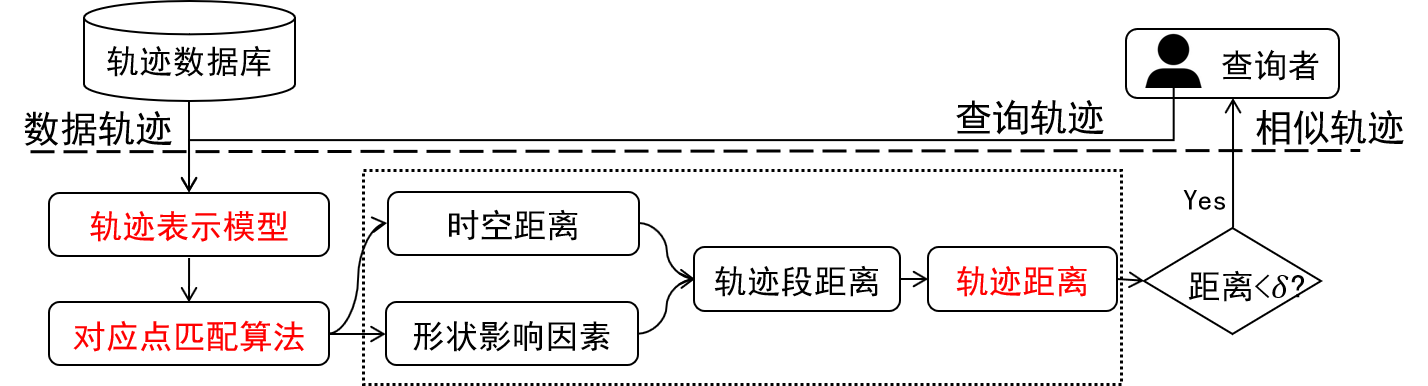 轨迹数据库
查询者
数据轨迹
查询轨迹
相似轨迹
轨迹表示模型
时空距离
Yes
轨迹段距离
轨迹距离
距离<δ?
对应点匹配算法
形状影响因素